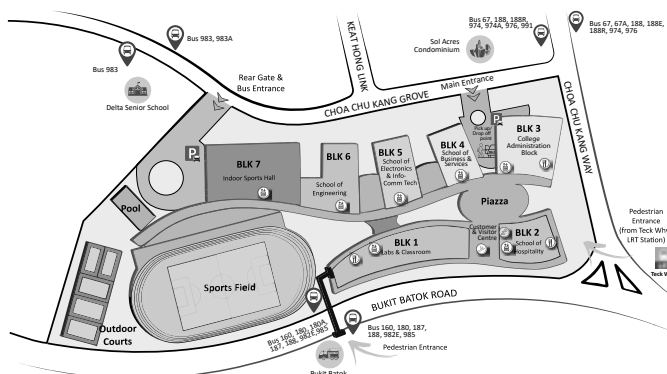 Bus 983, 983A
Bus 983
Delta Senior School
Rear Gate &
Bus Entrance
KEAT HONG LINK
CHOA CHU KANG GROVE
Sol Acres
Condominium
Bus 67, 188, 188R,
974, 974A, 976, 991
Bus 67, 67A, 188, 188E,
188R, 974, 976
Main Entrance
CHOA CHU KANG WAY
Pick up/
Drop off
point
P
P
BLK 7
Indoor Sports Hall
BLK 6
School of
Engineering
BLK 5
School of
Electronics
& Info-
Comm Tech
BLK 4
School of
Business &
Services
BLK 3
College
Administration
Block
Piazza
Pool
Customer
& Visitor
Centre
BLK 2
School of
Hospitality
BLK 1
Labs & Classroom
Pedestrian
Entrance
(from Teck Wh
LRT Station)
Teck W
Sports Field
Outdoor
Courts
BUKIT BATOK ROAD
Bus 160, 180, 180A,
187, 188, 982E, 985
Bus 160, 180, 187,
188, 982E, 985
Pedestrian Entrance
Bukit Batok